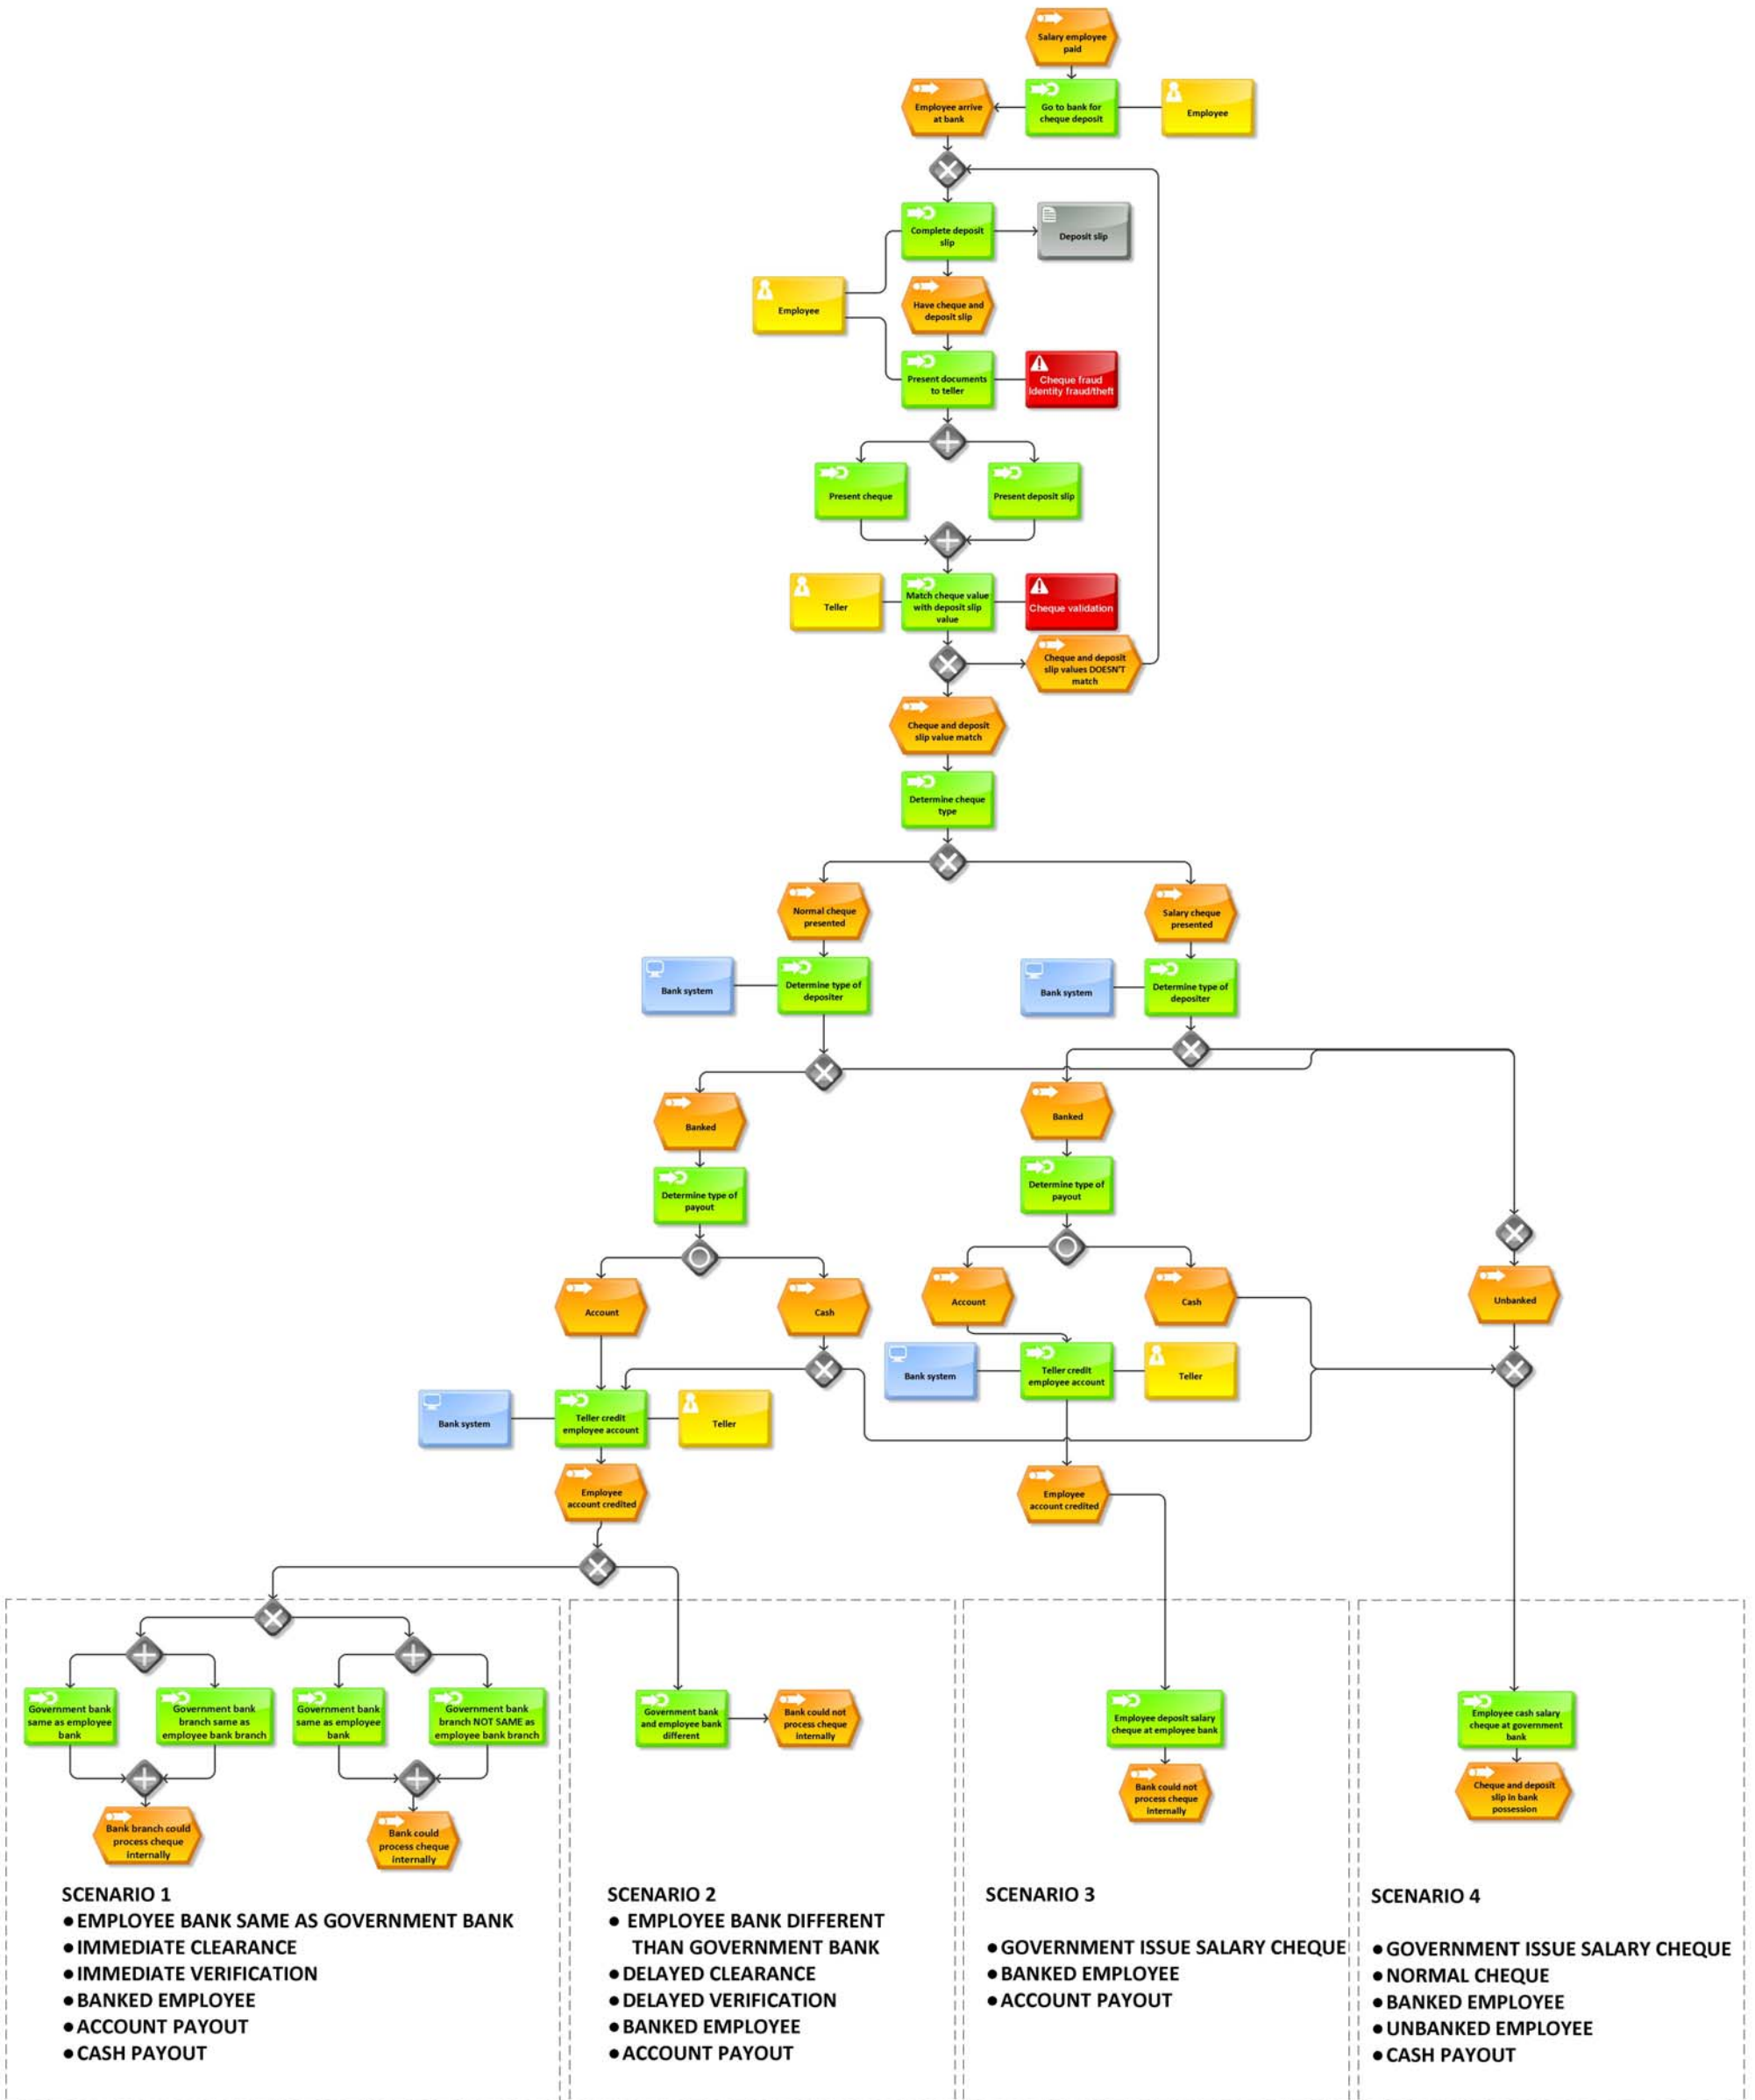 Salary employee
paid
Employee arrive
at bank
Go to bank for
cheque deposit
Employee
Complete deposit
slip
Deposit slip
Employee
Have cheque and
deposit slip
Present documents
to teller
Cheque fraud
Identity fraud/theft
Present cheque
Present deposit slip
Teller
Match cheque value
with deposit slip
value
Cheque validation
Cheque and deposit
slip values DOESN'T
match
Cheque and deposit
slip value match
Determine cheque
type
Normal cheque
presented
Salary cheque
presented
Bank system
Determine type of
depositer
Bank system
Determine type of
depositer
Banked
Banked
Determine type of
payout
Determine type of
payout
Account
Cash
Account
Cash
Unbanked
Bank system
Teller credit
employee account
Teller
Bank system
Teller credit
employee account
Teller
Employee
account credited
Employee
account credited
Government bank
same as employee
bank
Government bank
branch same as
employee bank branch
Government bank
same as employee
bank
Government bank
branch NOT SAME as
employee bank branch
Government bank
and employee bank
different
Bank could not
process cheque
internally
Employee deposit salary
cheque at employee bank
Employee cash salary
cheque at government
bank
Bank branch could
process cheque
internally
Bank could
process cheque
internally
Bank could not
process cheque
internally
Cheque and deposit
slip in bank
possession
SCENARIO 1
● EMPLOYEE BANK SAME AS GOVERNMENT BANK
● IMMEDIATE CLEARANCE
● IMMEDIATE VERIFICATION
● BANKED EMPLOYEE
● ACCOUNT PAYOUT
● CASH PAYOUT
SCENARIO 2
● EMPLOYEE BANK DIFFERENT
THAN GOVERNMENT BANK
● DELAYED CLEARANCE
● DELAYED VERIFICATION
● BANKED EMPLOYEE
● ACCOUNT PAYOUT
SCENARIO 3
● GOVERNMENT ISSUE SALARY CHEQUE
● BANKED EMPLOYEE
● ACCOUNT PAYOUT
SCENARIO 4
● GOVERNMENT ISSUE SALARY CHEQUE
● NORMAL CHEQUE
● BANKED EMPLOYEE
● UNBANKED EMPLOYEE
● CASH PAYOUT